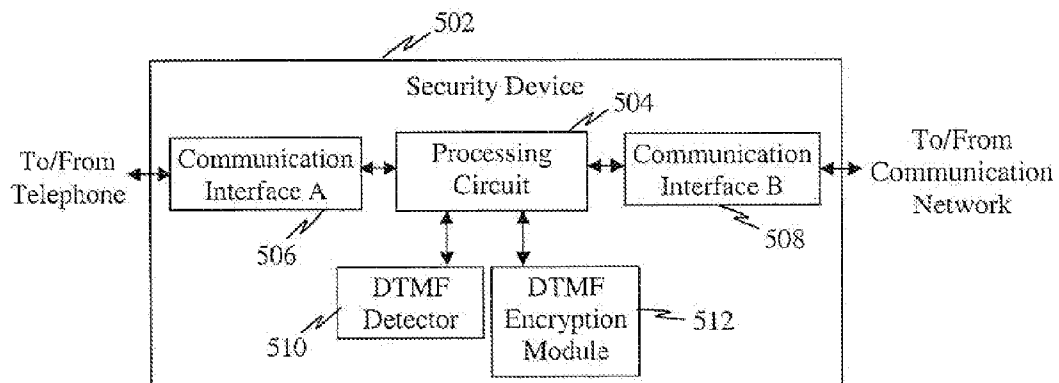 502
Security Device
504
To/From
Telephone
Communication
Interface A
Processing
Circuit
Communication
Interface B
To/From
Communication
Network
506
508
DTMF
Detector
DTMF
Encryption
Module
510
512